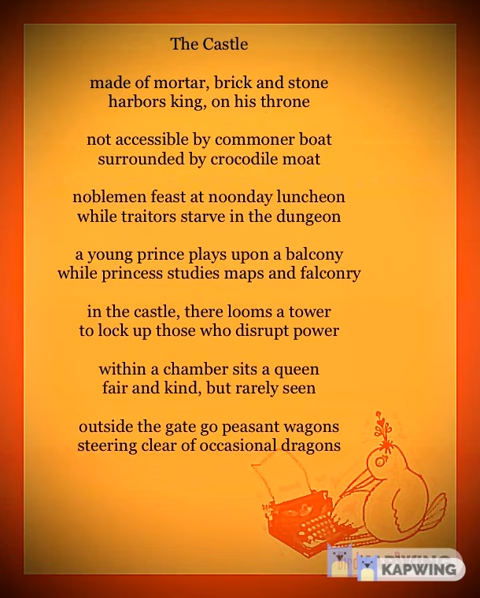 The Castle
made of mortar, brick and stone
harbors king, on his throne
not accessible by commoner boat
surrounded by crocodile moat
noblemen feast at noonday luncheon
while traitors starve in the dungeon
a young prince plays upon a balcony
while princess studies maps and falconry
in the castle, there looms a tower
to lock up those who disrupt power
within a chamber sits a queen
fair and kind, but rarely seen
outside the gate go peasant wagons
steering clear of occasional dragons
KAPWING